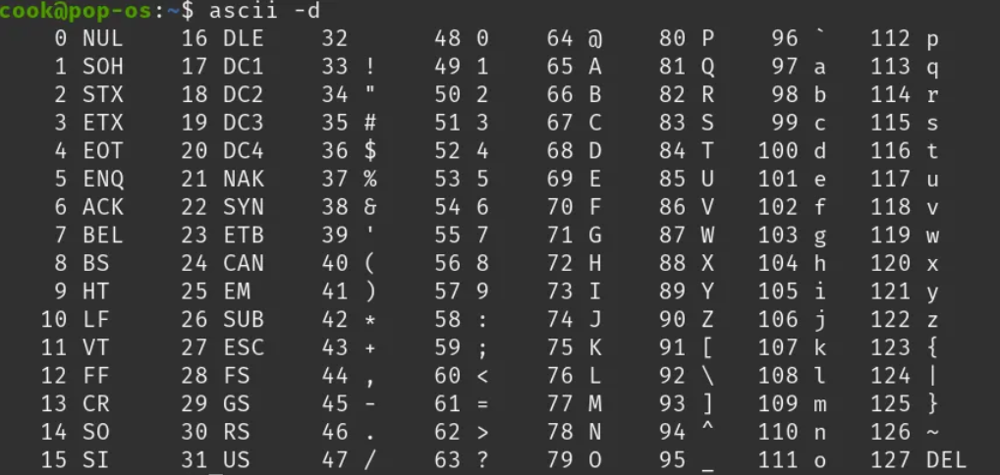 cook@pop-os:~$ ascii -d
0 NUL 16 DLE 32 48 0 64 @ 80 P 96 ` 112 p
1 SOH 17 DC1 33 ! 49 1 65 A 81 Q 97 a 113 q
2 STX 18 DC2 34 " 50 2 66 B 82 R 98 b 114 r
3 ETX 19 DC3 35 # 51 3 67 C 83 S 99 c 115 s
4 EOT 20 DC4 36 $ 52 4 68 D 84 T 100 d 116 t
5 ENQ 21 NAK 37 % 53 5 69 E 85 U 101 e 117 u
6 ACK 22 SYN 38 & 54 6 70 F 86 V 102 f 118 v
7 BEL 23 ETB 39 ' 55 7 71 G 87 W 103 g 119 w
8 BS 24 CAN 40 ( 56 8 72 H 88 X 104 h 120 x
9 HT 25 EM 41 ) 57 9 73 I 89 Y 105 i 121 y
10 LF 26 SUB 42 * 58 : 74 J 90 Z 106 j 122 z
11 VT 27 ESC 43 + 59 ; 75 K 91 [ 107 k 123 {
12 FF 28 FS 44 , 60 < 76 L 92 \ 108 l 124 |
13 CR 29 GS 45 - 61 = 77 M 93 ] 109 m 125 }
14 SO 30 RS 46 . 62 > 78 N 94 ^ 110 n 126 ~
15 SI 31 US 47 / 63 ? 79 O 95 _ 111 o 127 DEL